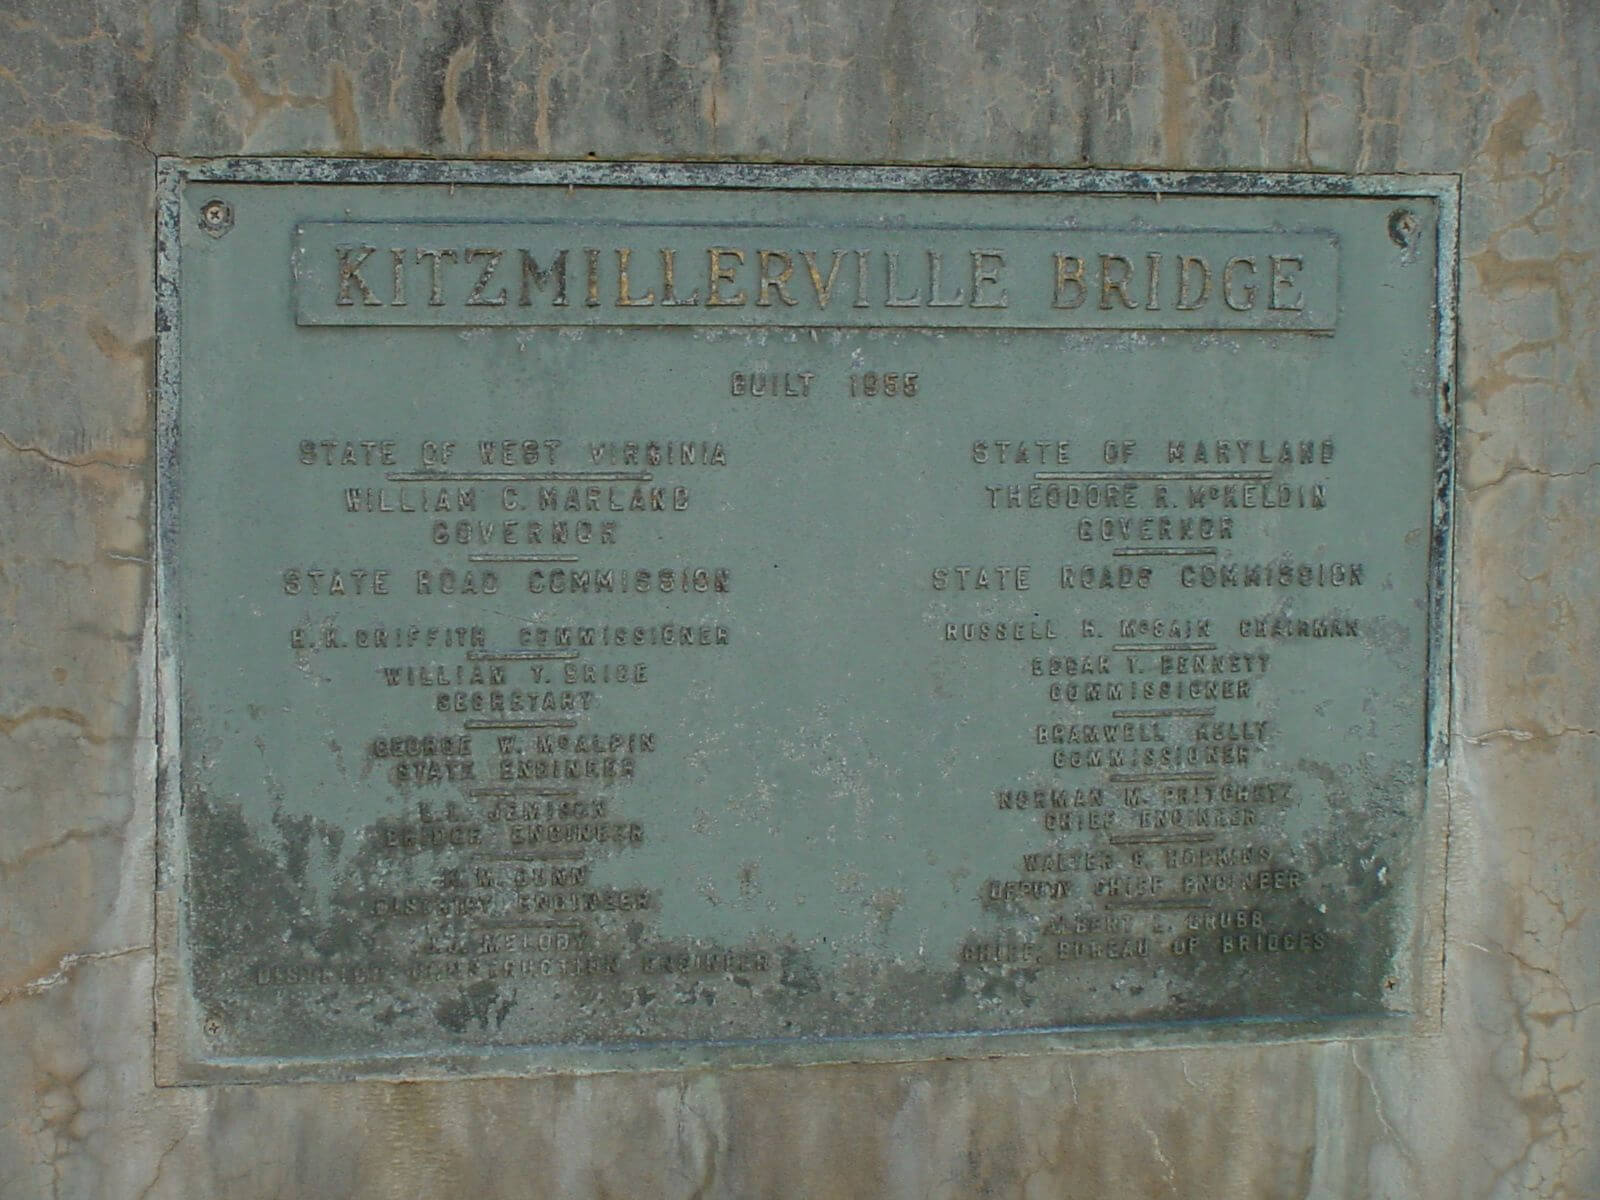 KITZMILLERVILLE BRIDGE
BUILT 1955
STATE OF WEST VIRGINIA
WILLIAM C. MARLAND
GOVERNOR
STATE ROAD COMMISSION
H. K. GRIFFITH COMMISSIONER
WILLIAM T. BRICE
SECRETARY
GEORGE W. McALPIN
STATE ENGINEER
L. JEMISON
BRIDGE ENGINEER
M. DUNN
DISTRICT ENGINEER
MELODY
DISTRICT CONSTRUCTION ENGINEER
STATE OF MARYLAND
THEODORE R. McKELDIN
GOVERNOR
STATE ROADS COMMISSION
RUSSELL H. McCAIN CHAIRMAN
EDGAR T. BENNETT
COMMISSIONER
BRAMWELL KELLY
COMMISSIONER
NORMAN M. PRITCHETT
CHIEF ENGINEER
WALTER C. HOPKINS
DEPUTY CHIEF ENGINEER
ALBERT L. GRUBB
CHIEF, BUREAU OF BRIDGES